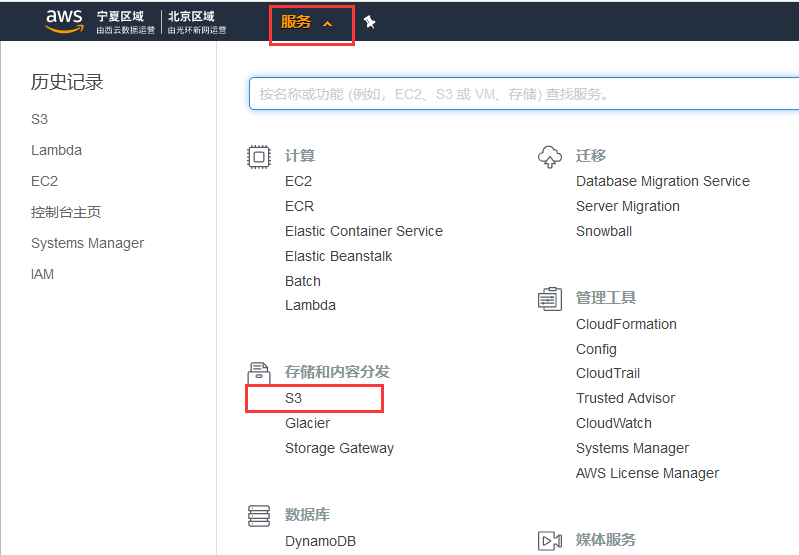 aws 宁夏区域 北京区域 服务
由西云数据运营 由光环新网运营
历史记录
S3
Lambda
EC2
控制台主页
Systems Manager
IAM
按名称或功能 (例如，EC2、S3 或 VM、存储) 查找服务。
计算
EC2
ECR
Elastic Container Service
Elastic Beanstalk
Batch
Lambda
存储和内容分发
S3
Glacier
Storage Gateway
数据库
DynamoDB
迁移
Database Migration Service
Server Migration
Snowball
管理工具
CloudFormation
Config
CloudTrail
Trusted Advisor
CloudWatch
Systems Manager
AWS License Manager
媒体服务